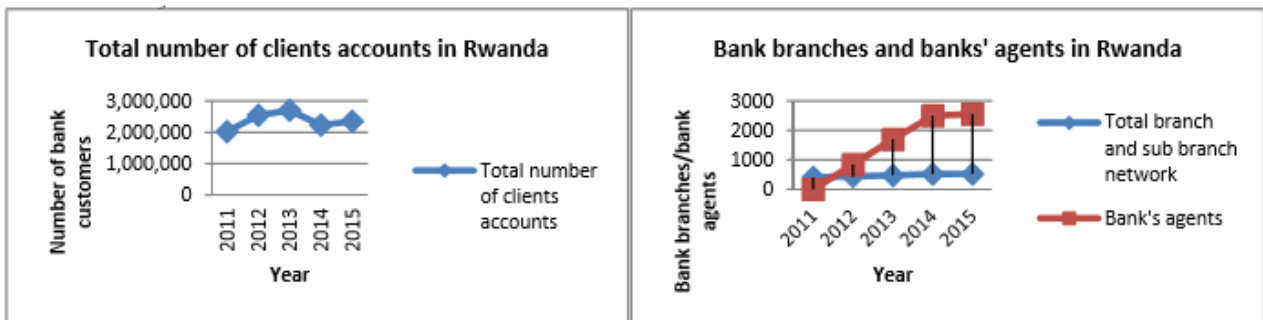 Total number of clients accounts in Rwanda
Number of bank
customers
3,000,000
2,000,000
1,000,000
0
2011
2012
2013
2014
2015
Year
Total number
of clients
accounts
Bank branches and banks' agents in Rwanda
Bank branches/bank
agents
3000
2000
1000
0
2011
2012
2013
2014
2015
Year
Total branch
and sub branch
network
Bank's agents